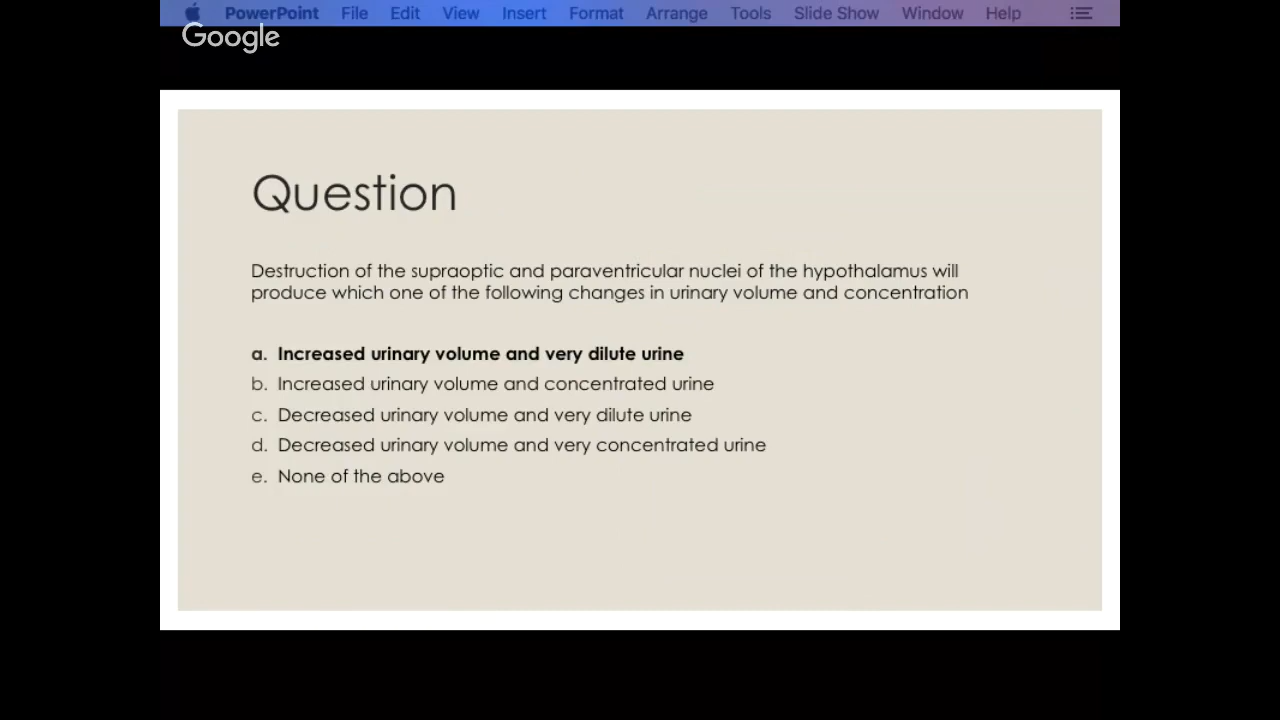 PowerPoint File Edit View Insert Format Arrange Tools Slide Show Window Help
Google
Question
Destruction of the supraoptic and paraventricular nuclei of the hypothalamus will
produce which one of the following changes in urinary volume and concentration
a. Increased urinary volume and very dilute urine
b. Increased urinary volume and concentrated urine
c. Decreased urinary volume and very dilute urine
d. Decreased urinary volume and very concentrated urine
e. None of the above